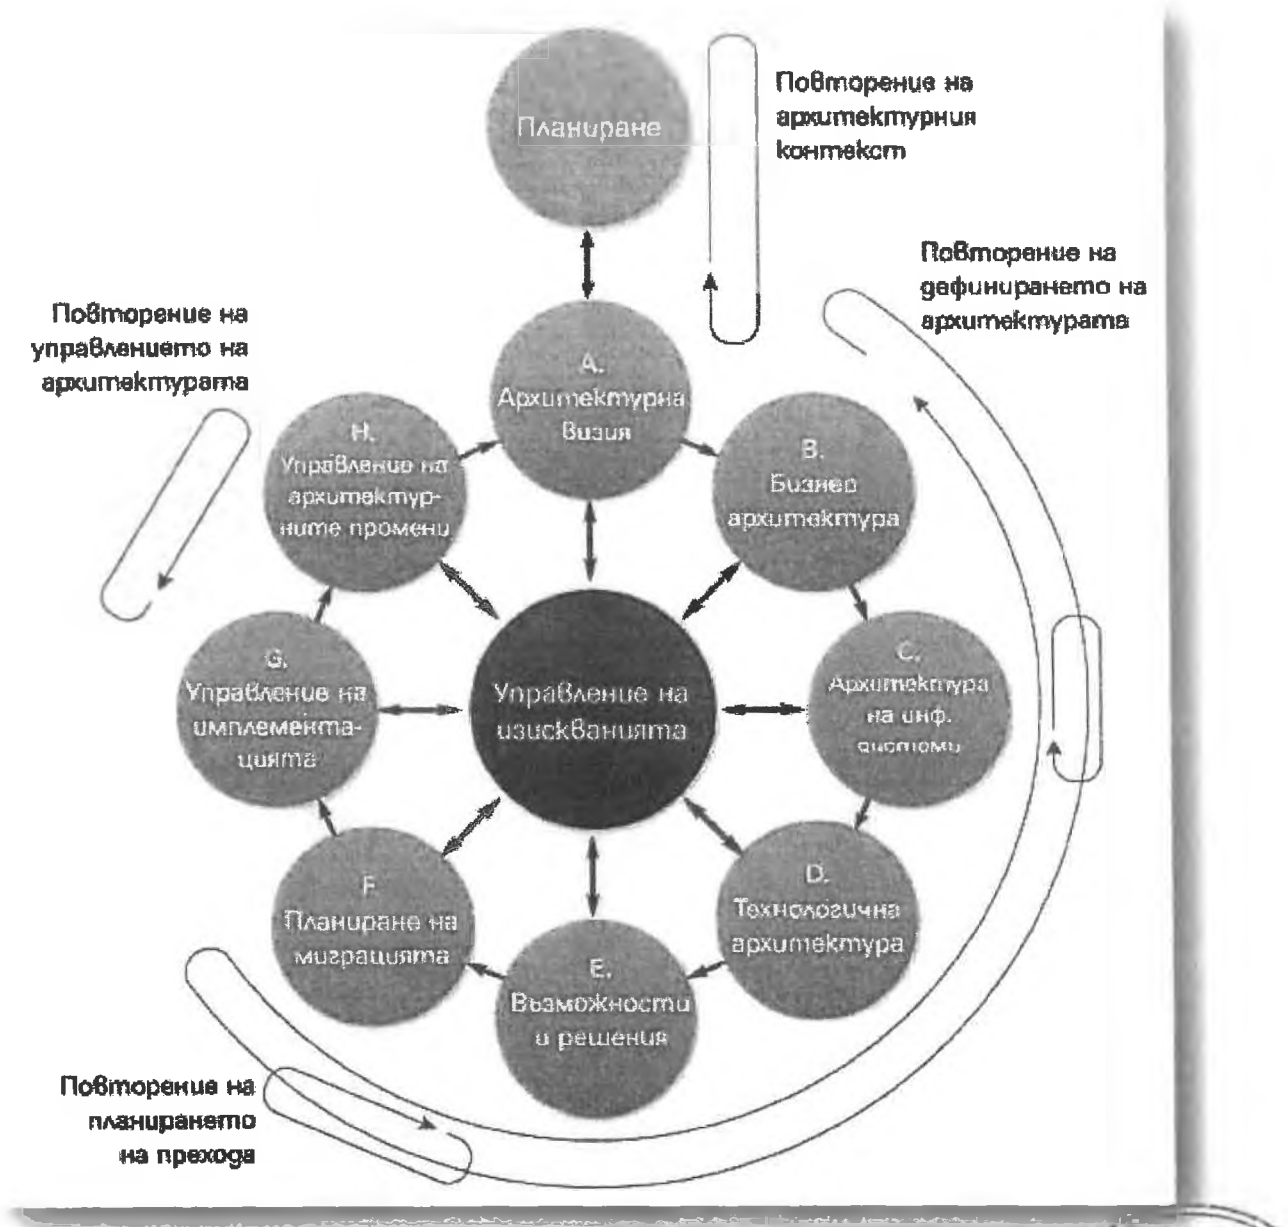 Планиране
Повторение на
архитектурния
контекст
Повторение на
дефинирането на
архитектурата
Повторение на
управлението на
архитектурата
A.
Архитектурна
визия
H.
Управление на
архитектур-
ните промени
B.
Бизнес
архитектура
G.
Управление на
имплемента-
цията
Управление на
изискванията
C.
Архитектура
на инф.
системи
F.
Планиране на
миграцията
D.
Технологична
архитектура
E.
Възможности
и решения
Повторение на
планирането
на прехода